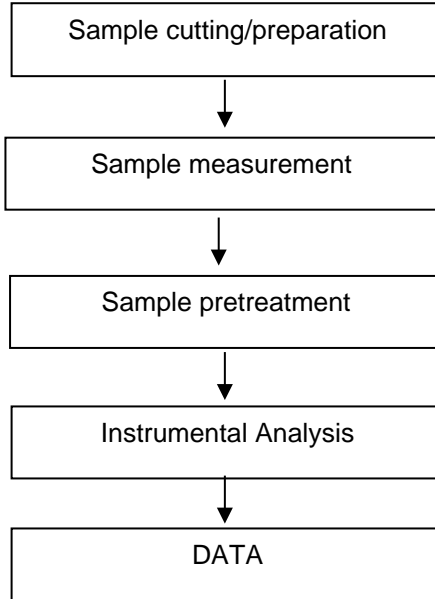 Sample cutting/preparation
Sample measurement
Sample pretreatment
Instrumental Analysis
DATA